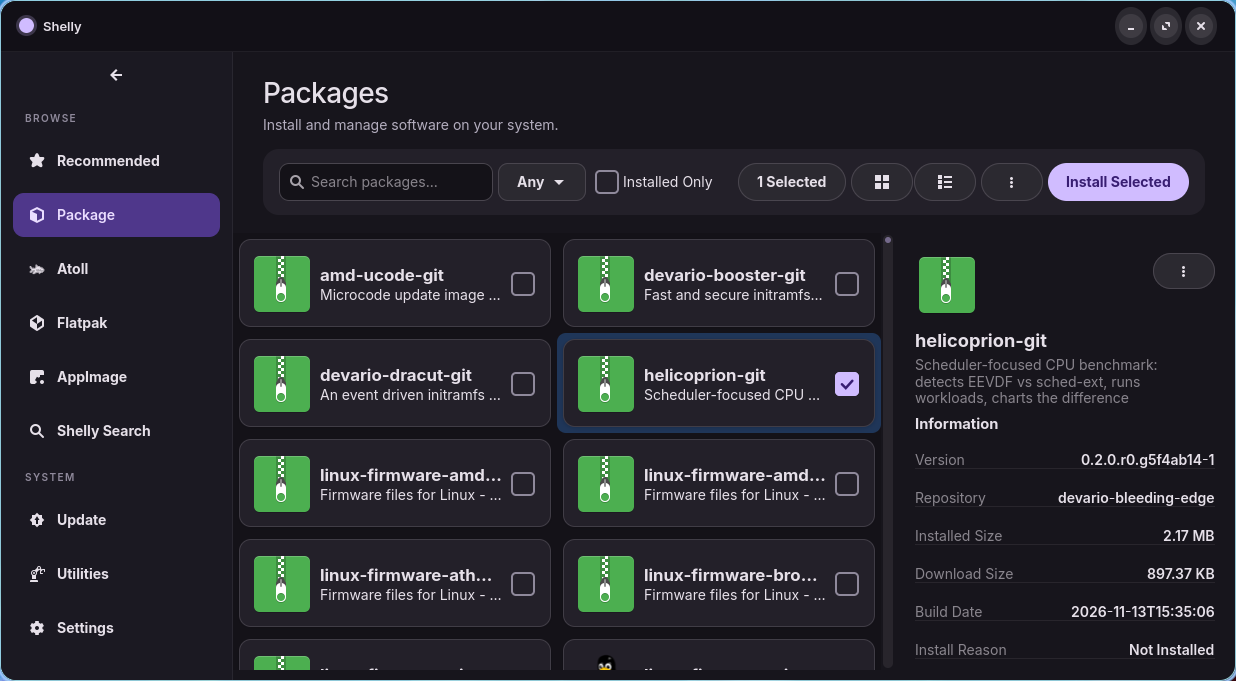 Shelly
BROWSE
Recommended
Package
Atoll
Flatpak
AppImage
Shelly Search
SYSTEM
Update
Utilities
Settings
Packages
Install and manage software on your system.
Search packages...
Any
Installed Only
1 Selected
Install Selected
amd-ucode-git
Microcode update image ...
devario-booster-git
Fast and secure initramfs...
devario-dracut-git
An event driven initramfs ...
helicoprion-git
Scheduler-focused CPU ...
linux-firmware-amd...
Firmware files for Linux - ...
linux-firmware-amd...
Firmware files for Linux - ...
linux-firmware-ath...
Firmware files for Linux - ...
linux-firmware-bro...
Firmware files for Linux - ...
helicoprion-git
Scheduler-focused CPU benchmark:
detects EEVDF vs sched-ext, runs
workloads, charts the difference
Information
Version 0.2.0.r0.g5f4ab14-1
Repository devario-bleeding-edge
Installed Size 2.17 MB
Download Size 897.37 KB
Build Date 2026-11-13T15:35:06
Install Reason Not Installed